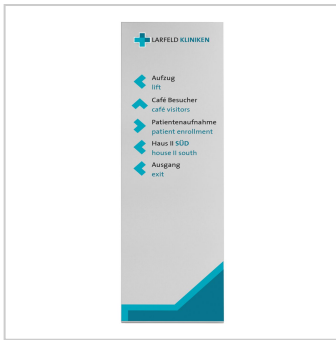 LARFELD KLINIKEN
Aufzug
lift
Café Besucher
café visitors
Patientenaufnahme
patient enrollment
Haus II SÜD
house II south
Ausgang
exit